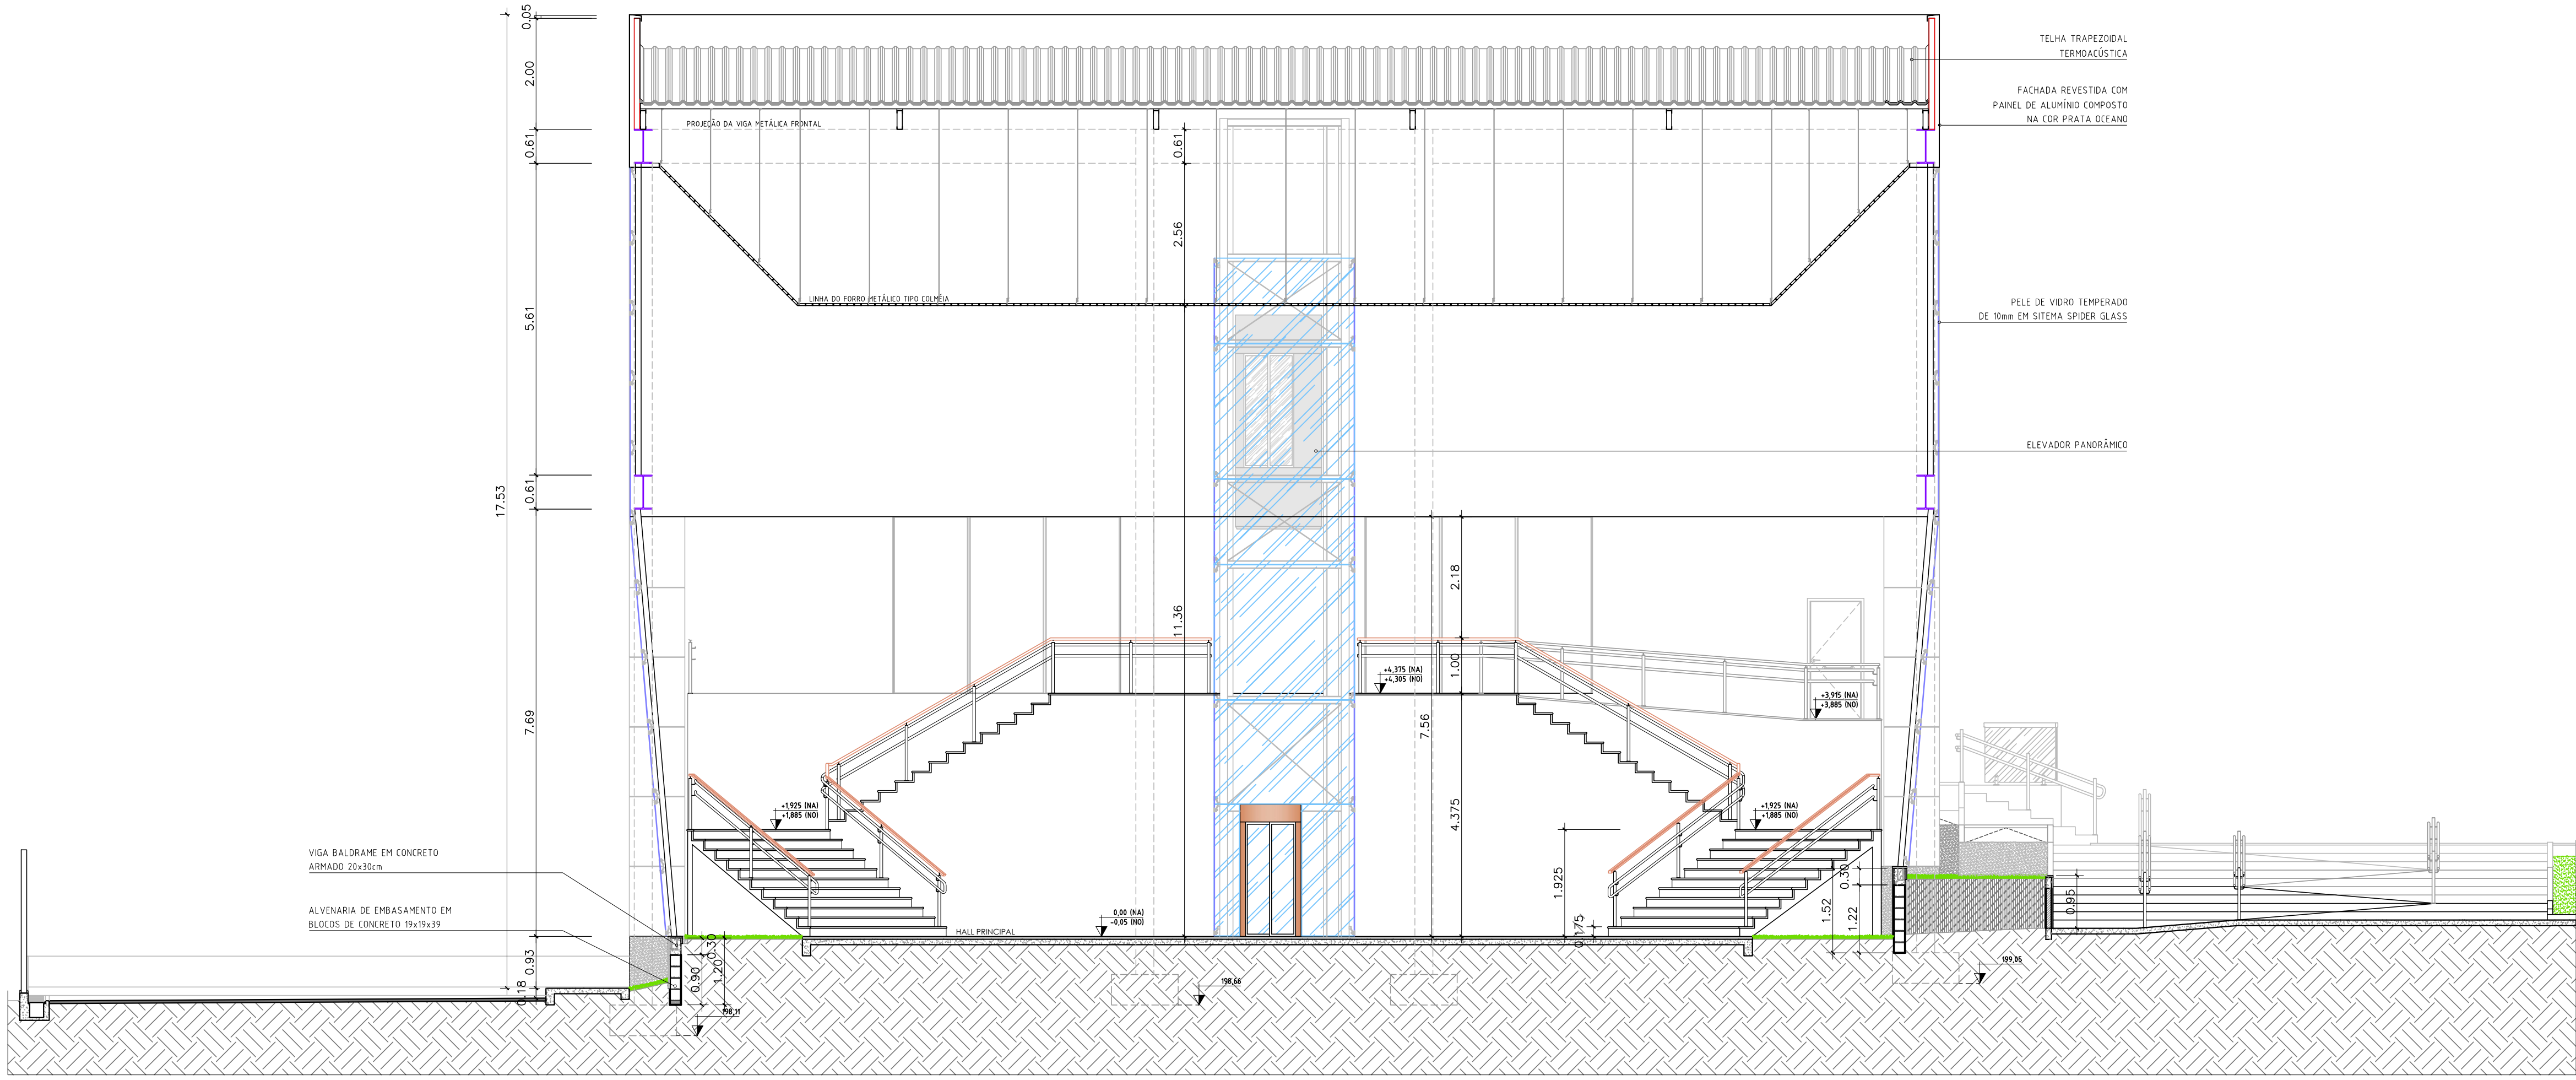 0.05
2.00
0.61
5.61
0.61
17.53
7.69
0.93
0.18
TELHA TRAPEZOIDAL
TERMOACÚSTICA
FACHADA REVESTIDA COM
PAINEL DE ALUMÍNIO COMPOSTO
NA COR PRATA OCEANO
PROJEÇÃO DA VIGA METÁLICA FRONTAL
0.61
2.56
LINHA DO FORRO METÁLICO TIPO COLMÉIA
PELE DE VIDRO TEMPERADO
DE 10mm EM SITEMA SPIDER GLASS
ELEVADOR PANORÂMICO
11.36
2.18
1.00
7.56
4.375
+4,375 (NA)
+4,305 (NO)
+3,915 (NA)
+3,885 (NO)
+1,925 (NA)
+1,885 (NO)
+1,925 (NA)
+1,885 (NO)
VIGA BALDRAME EM CONCRETO
ARMADO 20x30cm
ALVENARIA DE EMBASAMENTO EM
BLOCOS DE CONCRETO 19x19x39
0,00 (NA)
-0,05 (NO)
HALL PRINCIPAL
1.925
0.175
0.30
1.52
1.22
0.95
0.30
0.90
1.20
198,11
198,66
199,05